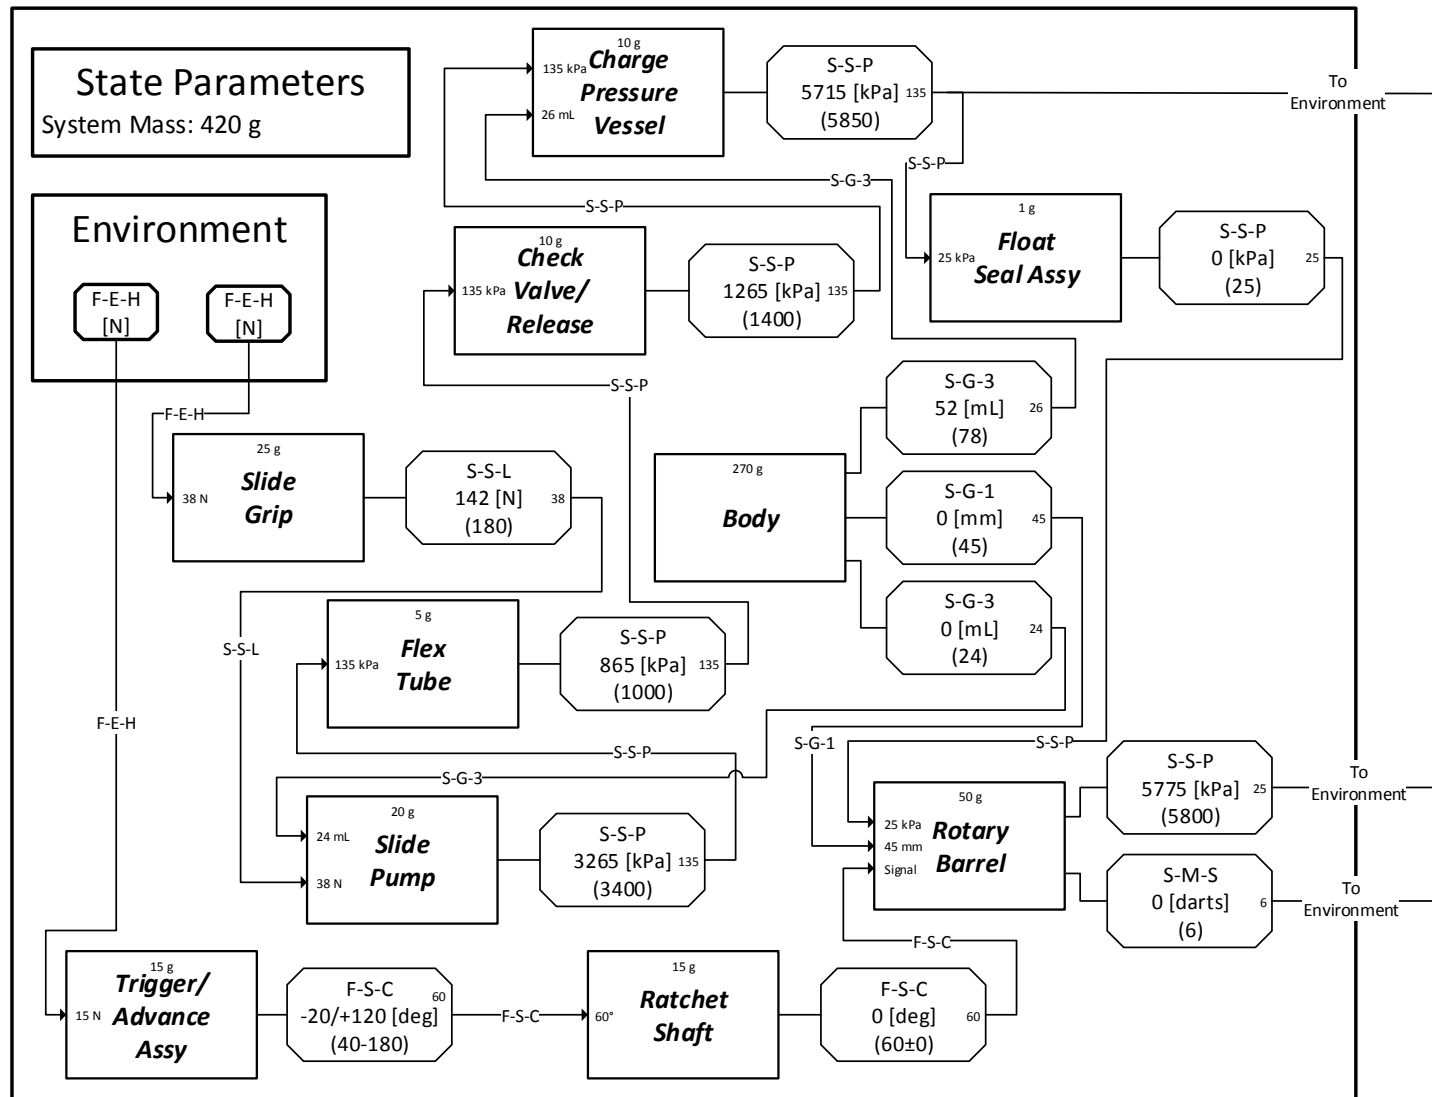 State Parameters
System Mass: 420 g
Environment
F-E-H
[N]
F-E-H
[N]
F-E-H
F-E-H
10 g
Charge
Pressure
Vessel
135 kPa
26 mL
S-S-P
5715 [kPa]
(5850)
135
To
Environment
S-S-P
S-G-3
S-S-P
10 g
Check
Valve/
Release
135 kPa
S-S-P
1265 [kPa]
(1400)
135
1 g
Float
Seal Assy
25 kPa
S-S-P
0 [kPa]
(25)
25
S-S-P
25 g
Slide
Grip
38 N
S-S-L
142 [N]
(180)
38
S-S-L
270 g
Body
S-G-3
52 [mL]
(78)
26
S-G-1
0 [mm]
(45)
45
S-G-3
0 [mL]
(24)
24
5 g
Flex
Tube
135 kPa
S-S-P
865 [kPa]
(1000)
135
S-S-P
S-G-3
S-G-1
S-S-P
20 g
Slide
Pump
24 mL
38 N
S-S-P
3265 [kPa]
(3400)
135
50 g
Rotary
Barrel
25 kPa
45 mm
Signal
S-S-P
5775 [kPa]
(5800)
25
To
Environment
S-M-S
0 [darts]
(6)
6
To
Environment
F-S-C
15 g
Trigger/
Advance
Assy
15 N
F-S-C
-20/+120 [deg]
(40-180)
60
F-S-C
15 g
Ratchet
Shaft
60°
F-S-C
0 [deg]
(60±0)
60